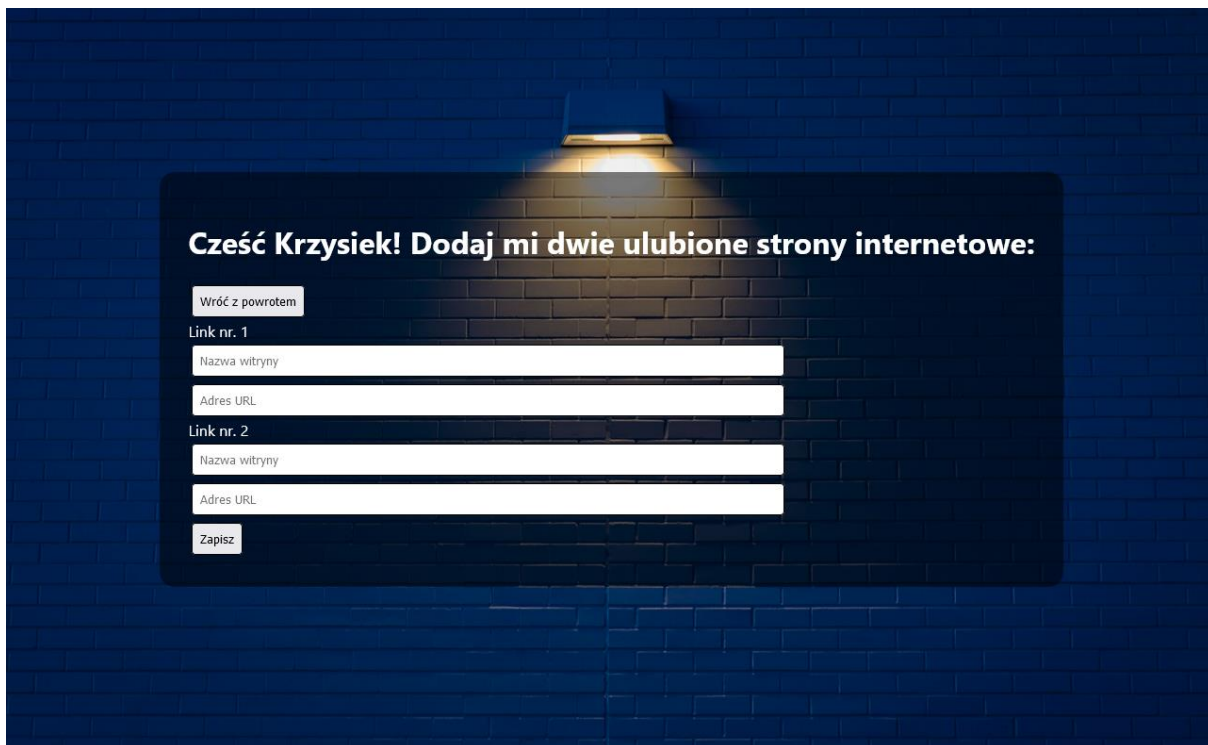 Cześć Krzysiek! Dodaj mi dwie ulubione strony internetowe:
Wróć z powrotem
Link nr. 1
Nazwa witryny
Adres URL
Link nr. 2
Nazwa witryny
Adres URL
Zapisz